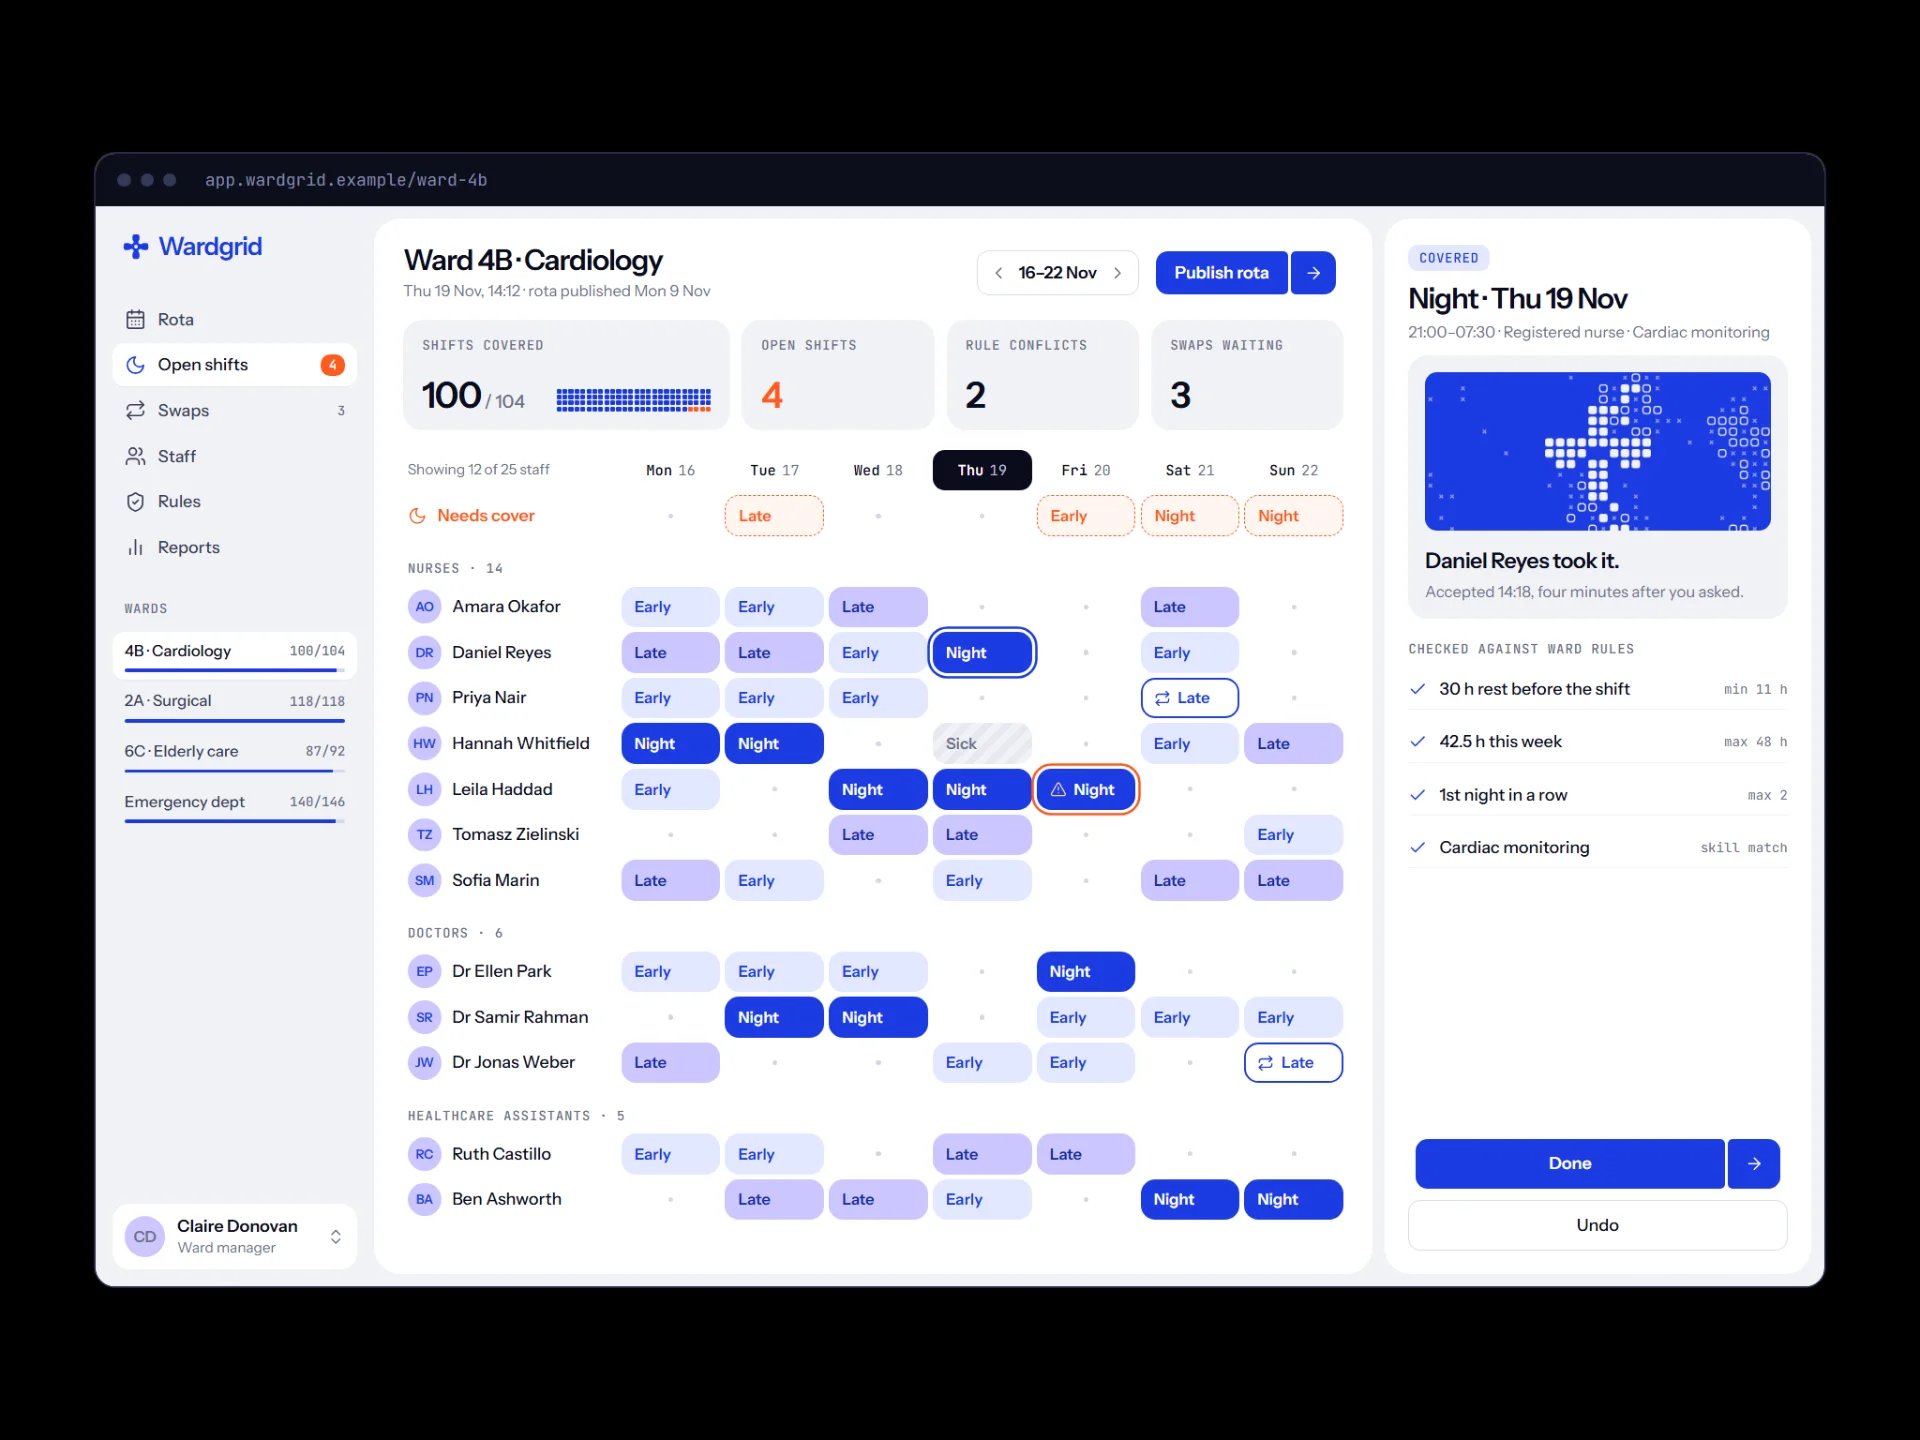 app.wardgrid.example/ward-4b
Wardgrid
Rota
Open shifts 4
Swaps 3
Staff
Rules
Reports
WARDS
4B · Cardiology 100/104
2A · Surgical 118/118
6C · Elderly care 87/92
Emergency dept 140/146
CD
Claire Donovan
Ward manager
Ward 4B · Cardiology
Thu 19 Nov, 14:12 · rota published Mon 9 Nov
16–22 Nov
Publish rota
SHIFTS COVERED
100 / 104
OPEN SHIFTS
4
RULE CONFLICTS
2
SWAPS WAITING
3
Showing 12 of 25 staff Mon 16 Tue 17 Wed 18 Thu 19 Fri 20 Sat 21 Sun 22
Needs cover Late Early Night Night
NURSES · 14
AO Amara Okafor Early Early Late Late
DR Daniel Reyes Late Late Early Night Early
PN Priya Nair Early Early Early Late
HW Hannah Whitfield Night Night Sick Early Late
LH Leila Haddad Early Night Night Night
TZ Tomasz Zielinski Late Late Early
SM Sofia Marin Late Early Early Late Late
DOCTORS · 6
EP Dr Ellen Park Early Early Early Night
SR Dr Samir Rahman Night Night Early Early Early
JW Dr Jonas Weber Late Early Early Late
HEALTHCARE ASSISTANTS · 5
RC Ruth Castillo Early Early Late Late
BA Ben Ashworth Late Late Early Night Night
COVERED
Night · Thu 19 Nov
21:00–07:30 · Registered nurse · Cardiac monitoring
Daniel Reyes took it.
Accepted 14:18, four minutes after you asked.
CHECKED AGAINST WARD RULES
30 h rest before the shift min 11 h
42.5 h this week max 48 h
1st night in a row max 2
Cardiac monitoring skill match
Done
Undo